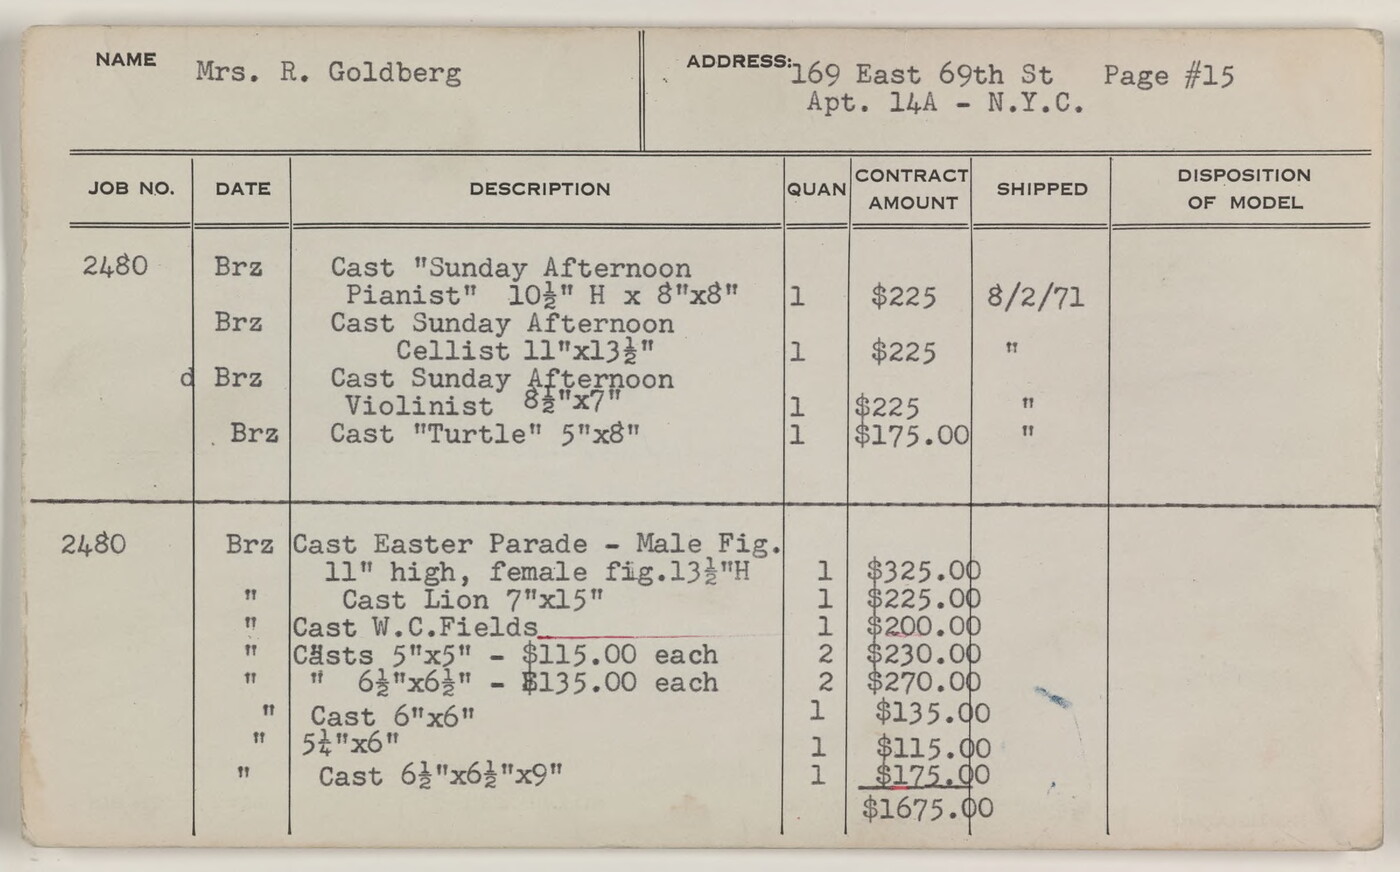 NAME Mrs. R. Goldberg ADDRESS: 169 East 69th St Page #15
Apt. 14A - N.Y.C.
JOB NO. DATE DESCRIPTION QUAN CONTRACT AMOUNT SHIPPED DISPOSITION OF MODEL
2480 Brz Cast "Sunday Afternoon
Pianist" 10½" H x 8"x8" 1 $225 8/2/71
Brz Cast Sunday Afternoon
Cellist 11"x13½" 1 $225 "
d Brz Cast Sunday Afternoon
Violinist 8½"x7" 1 $225 "
Brz Cast "Turtle" 5"x8" 1 $175.00 "
2480 Brz Cast Easter Parade - Male Fig.
11" high, female fig.13½"H 1 $325.00
" Cast Lion 7"x15" 1 $225.00
" Cast W.C.Fields 1 $200.00
" Casts 5"x5" - $115.00 each 2 $230.00
" " 6½"x6½" - $135.00 each 2 $270.00
" Cast 6"x6" 1 $135.00
" 5¼"x6" 1 $115.00
" Cast 6½"x6½"x9" 1 $175.00
$1675.00